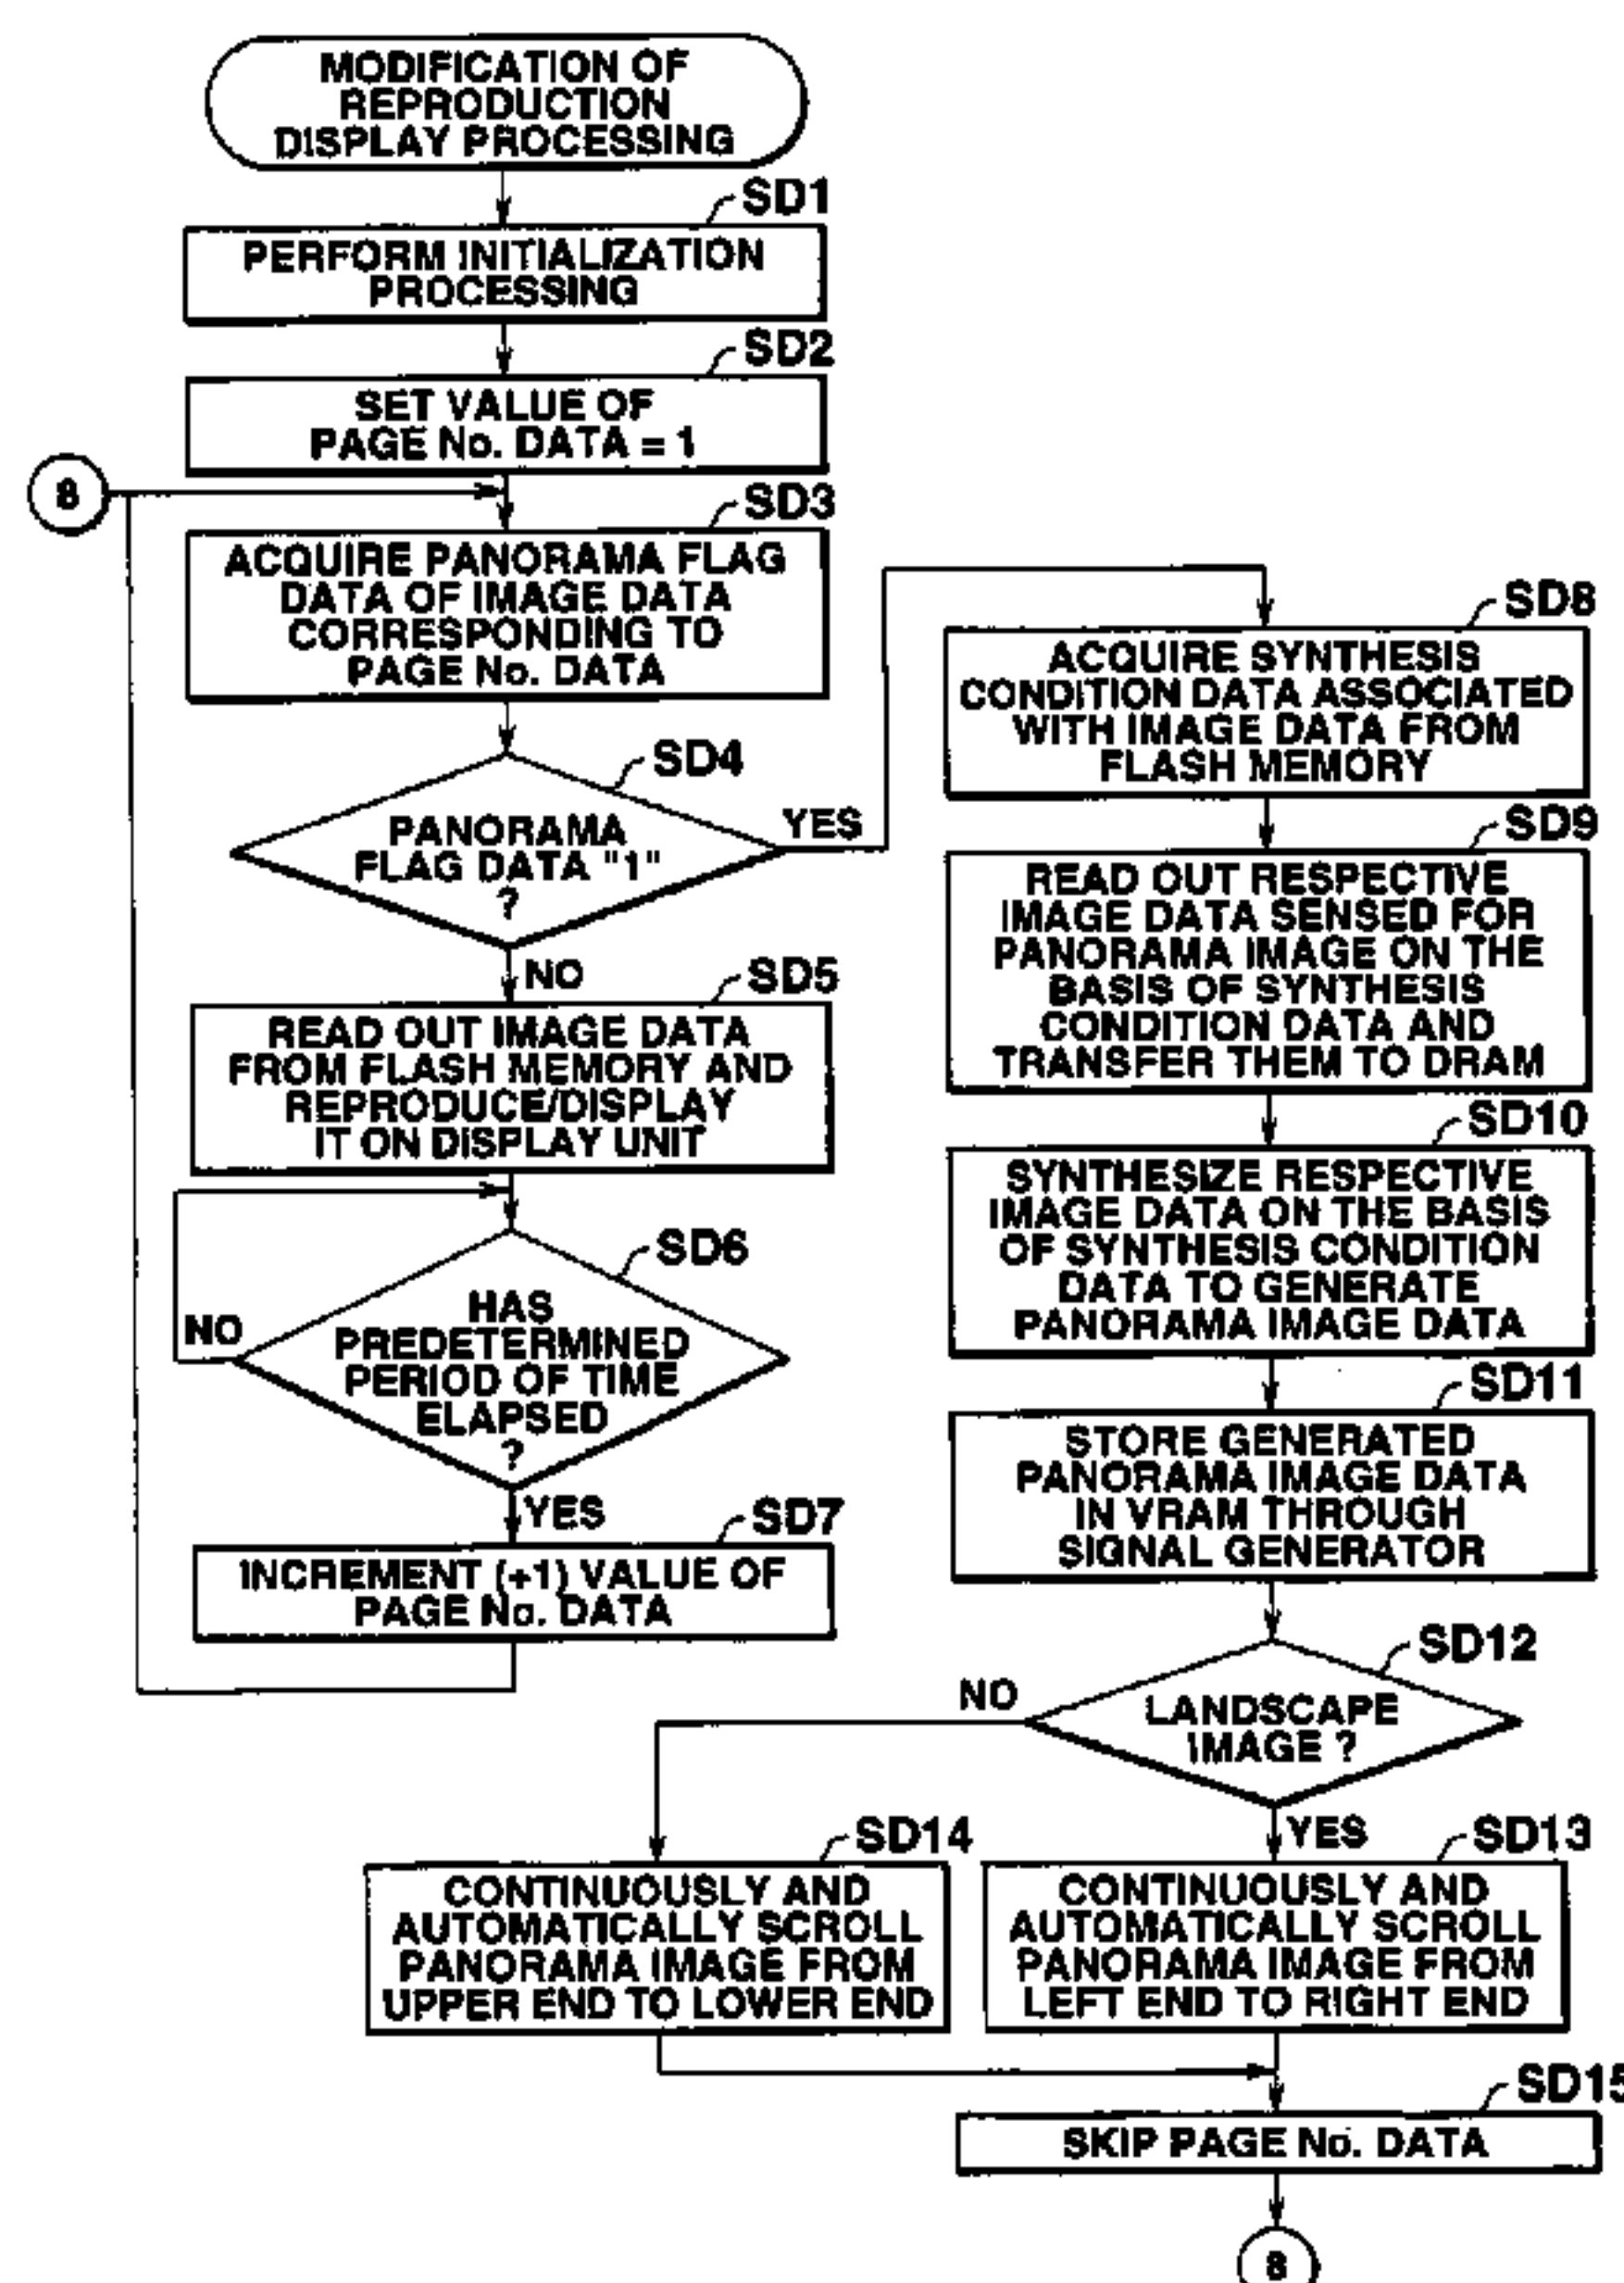 MODIFICATION OF
REPRODUCTION
DISPLAY PROCESSING
SD1
PERFORM INITIALIZATION
PROCESSING
SD2
SET VALUE OF
PAGE No. DATA = 1
8
SD3
ACQUIRE PANORAMA FLAG
DATA OF IMAGE DATA
CORRESPONDING TO
PAGE No. DATA
SD4
PANORAMA
FLAG DATA "1"
?
YES
NO
SD5
READ OUT IMAGE DATA
FROM FLASH MEMORY AND
REPRODUCE/DISPLAY
IT ON DISPLAY UNIT
SD6
HAS
PREDETERMINED
PERIOD OF TIME
ELAPSED
?
NO
YES
SD7
INCREMENT (+1) VALUE OF
PAGE No. DATA
SD8
ACQUIRE SYNTHESIS
CONDITION DATA ASSOCIATED
WITH IMAGE DATA FROM
FLASH MEMORY
SD9
READ OUT RESPECTIVE
IMAGE DATA SENSED FOR
PANORAMA IMAGE ON THE
BASIS OF SYNTHESIS
CONDITION DATA AND
TRANSFER THEM TO DRAM
SD10
SYNTHESIZE RESPECTIVE
IMAGE DATA ON THE BASIS
OF SYNTHESIS CONDITION
DATA TO GENERATE
PANORAMA IMAGE DATA
SD11
STORE GENERATED
PANORAMA IMAGE DATA
IN VRAM THROUGH
SIGNAL GENERATOR
SD12
LANDSCAPE
IMAGE ?
NO
YES
SD14
CONTINUOUSLY AND
AUTOMATICALLY SCROLL
PANORAMA IMAGE FROM
UPPER END TO LOWER END
SD13
CONTINUOUSLY AND
AUTOMATICALLY SCROLL
PANORAMA IMAGE FROM
LEFT END TO RIGHT END
SD15
SKIP PAGE No. DATA
8